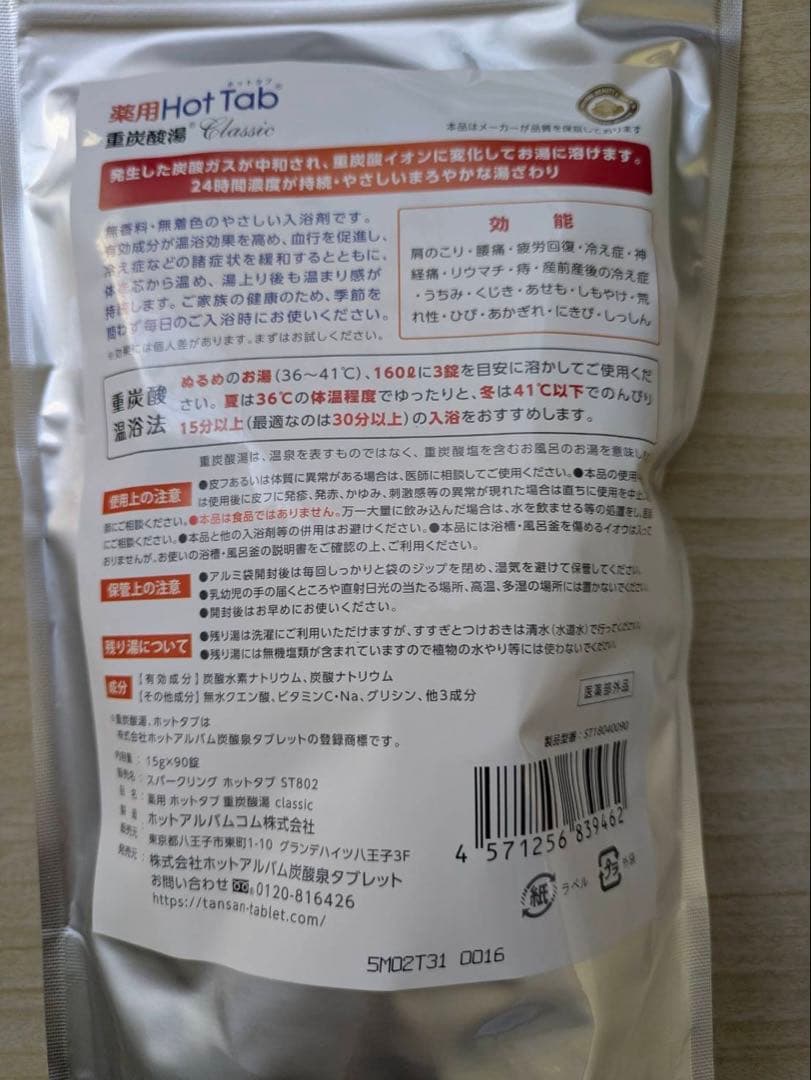 ホットタブ
薬用Hot Tab®
重炭酸湯® Classic
本品はメーカーが品質を保証しております
発生した炭酸ガスが中和され、重炭酸イオンに変化してお湯に溶けます。
24時間濃度が持続・やさしいまろやかな湯ざわり
無香料・無着色のやさしい入浴剤です。
有効成分が温浴効果を高め、血行を促進し、
冷え症などの諸症状を緩和するとともに、
体を芯から温め、湯上り後も温まり感が
持続します。ご家族の健康のため、季節を
問わず毎日のご入浴時にお使いください。
※効果には個人差があります。まずはお試しください。
効能
肩のこり・腰痛・疲労回復・冷え症・神
経痛・リウマチ・痔・産前産後の冷え症
・うちみ・くじき・あせも・しもやけ・荒
れ性・ひび・あかぎれ・にきび・しっしん
重炭酸
温浴法
ぬるめのお湯(36〜41℃)、160ℓに3錠を目安に溶かしてご使用くだ
さい。夏は36℃の体温程度でゆったりと、冬は41℃以下でのんびり
15分以上(最適なのは30分以上)の入浴をおすすめします。
重炭酸湯は、温泉を表すものではなく、重炭酸塩を含むお風呂のお湯を意味し
使用上の注意
●皮フあるいは体質に異常がある場合は、医師に相談してご使用ください。●本品の使用
は使用後に皮フに発疹、発赤、かゆみ、刺激感等の異常が現れた場合は直ちに使用を中止し
師にご相談ください。●本品は食品ではありません。万一大量に飲み込んだ場合は、水を飲ませる等の処置をし、医師
にご相談ください。●本品と他の入浴剤等の併用はお避けください。●本品には浴槽・風呂釜を傷めるイオウは入って
おりませんが、お使いの浴槽・風呂釜の説明書をご確認の上、ご利用ください。
保管上の注意
●アルミ袋開封後は毎回しっかりと袋のジップを閉め、湿気を避けて保管してください。
●乳幼児の手の届くところや直射日光の当たる場所、高温、多湿の場所には置かないでください。
●開封後はお早めにお使いください。
残り湯について
●残り湯は洗濯にご利用いただけますが、すすぎとつけおきは清水(水道水)で行ってください。
●残り湯には無機塩類が含まれていますので植物の水やり等には使わないでください。
成分
【有効成分】炭酸水素ナトリウム、炭酸ナトリウム
【その他成分】無水クエン酸、ビタミンC・Na、グリシン、他3成分
医薬部外品
※重炭酸湯、ホットタブは
株式会社ホットアルバム炭酸泉タブレットの登録商標です。
製品型番:ST18040090
内容量:15g×90錠
販売名:スパークリング ホットタブ ST802
品名:薬用 ホットタブ 重炭酸湯 classic
製造
販売元:ホットアルバムコム株式会社
東京都八王子市東町1-10 グランデハイツ八王子3F
発売元:株式会社ホットアルバム炭酸泉タブレット
お問い合わせ 0120-816426
https://tansan-tablet.com/
4 571256 839462
紙 ラベル
プラ 外袋
5M02T31 0016